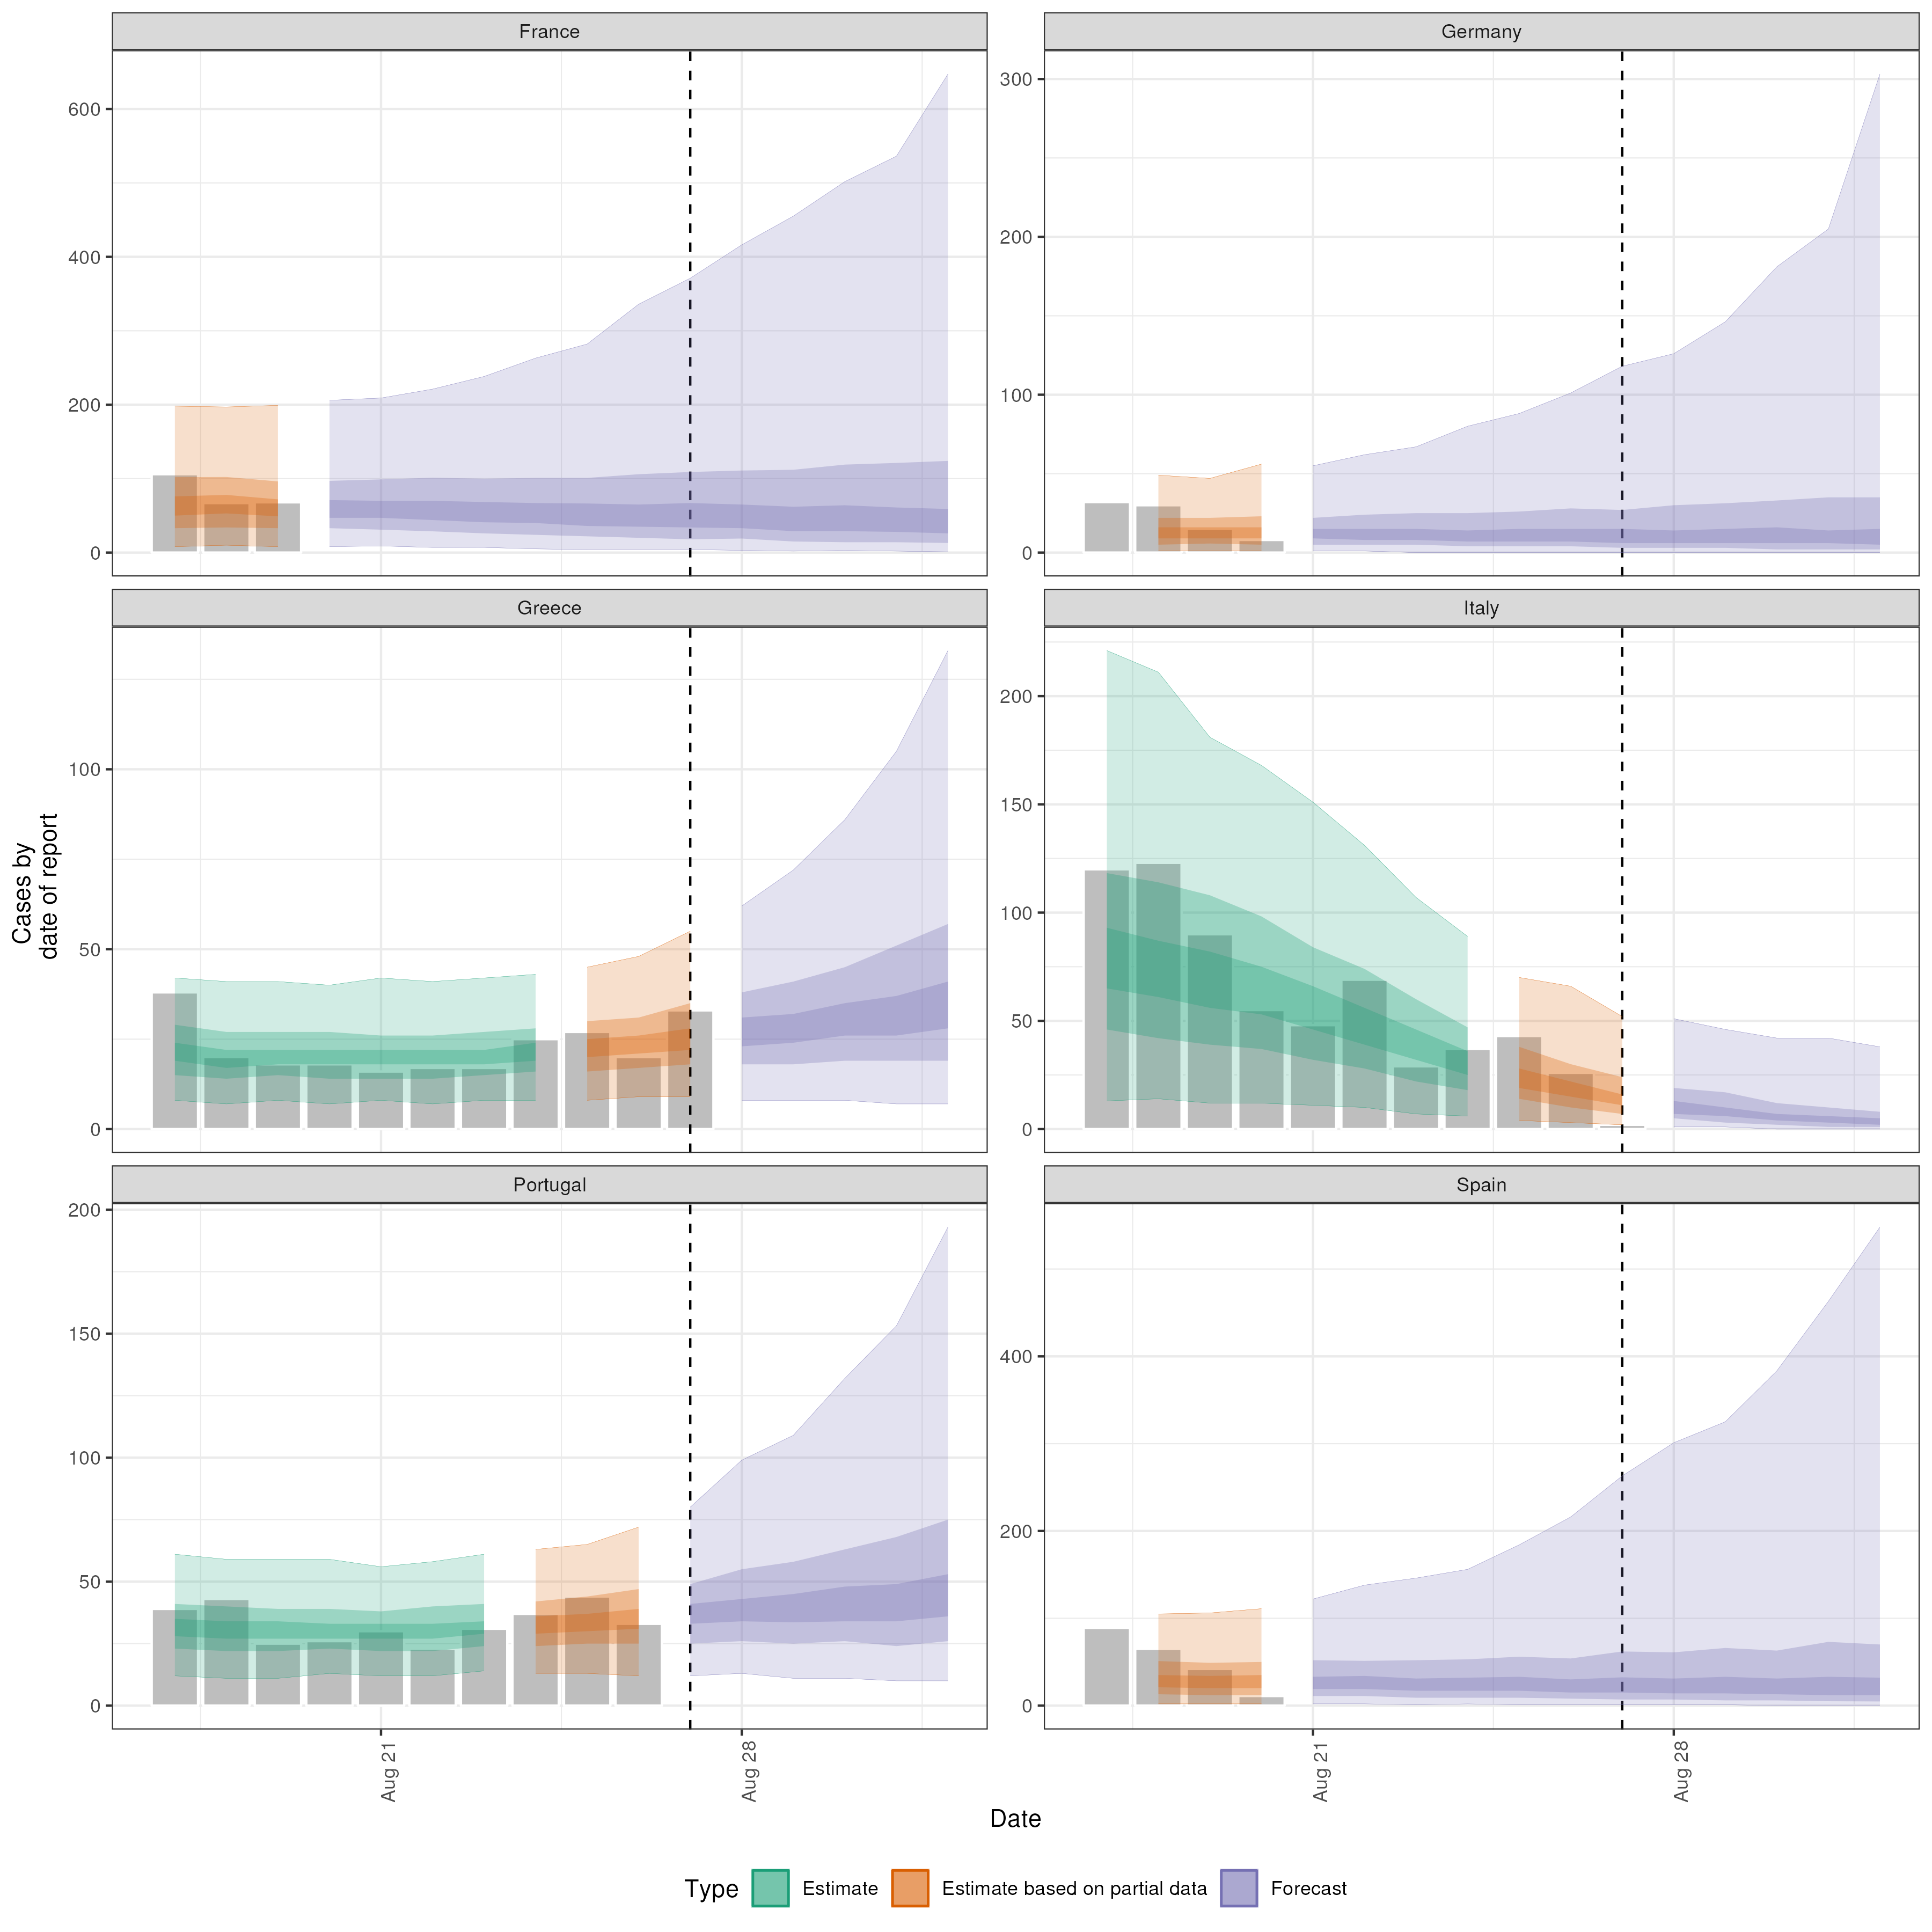 France
Germany
600
400
200
0
300
200
100
0
Greece
Italy
100
50
0
200
150
100
50
0
Cases by
date of report
Portugal
Spain
200
150
100
50
0
400
200
0
Aug 21
Aug 28
Aug 21
Aug 28
Date
Type
Estimate
Estimate based on partial data
Forecast